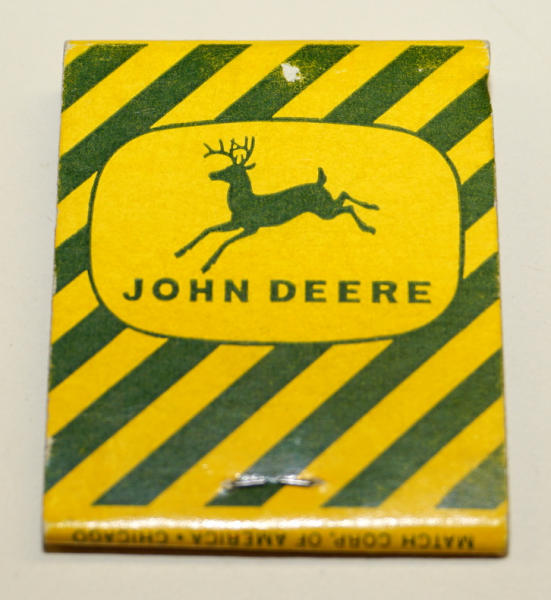 JOHN DEERE
MATCH CORP. OF AMERICA • CHICAGO